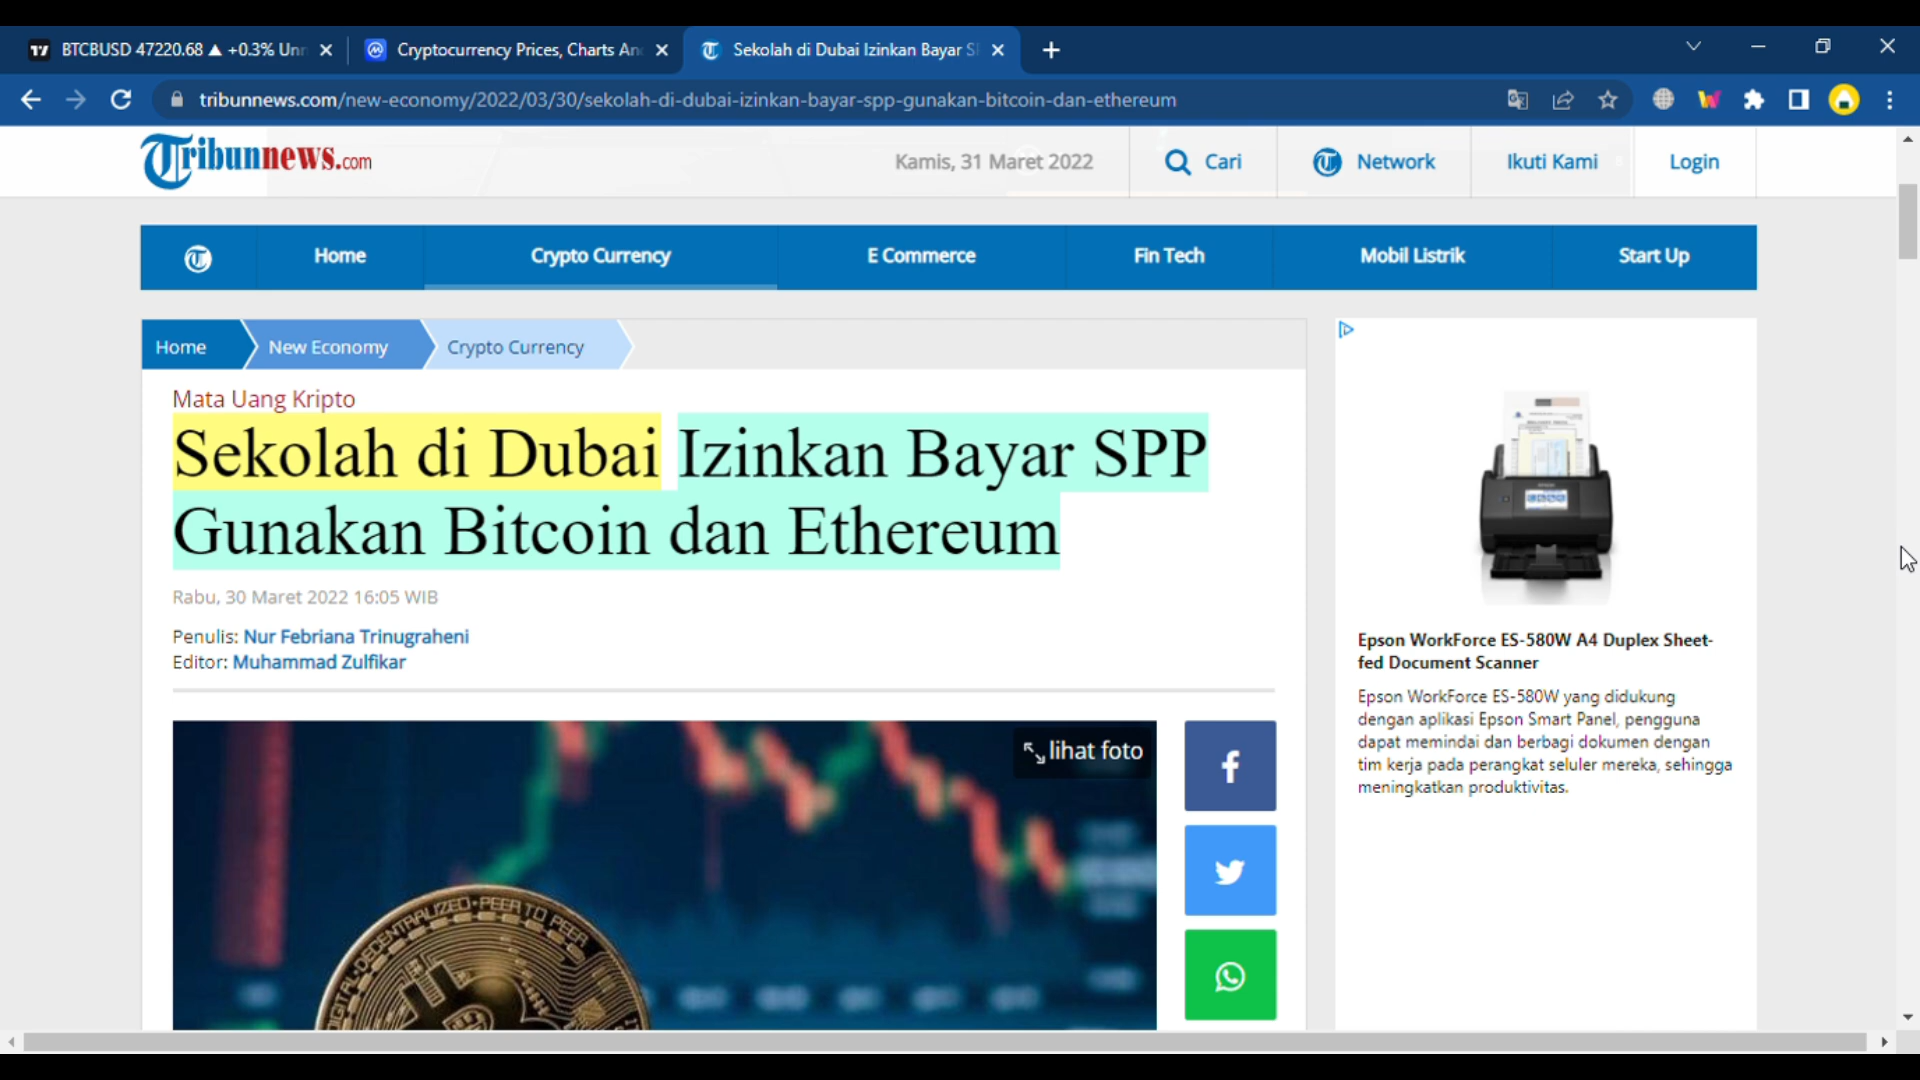 BTCBUSD 47220.68 ▲ +0.3% Unn
Cryptocurrency Prices, Charts An
Sekolah di Dubai Izinkan Bayar S
tribunnews.com/new-economy/2022/03/30/sekolah-di-dubai-izinkan-bayar-spp-gunakan-bitcoin-dan-ethereum
Tribunnews.com
Kamis, 31 Maret 2022
Cari
Network
Ikuti Kami
Login
Home
Crypto Currency
E Commerce
Fin Tech
Mobil Listrik
Start Up
Home
New Economy
Crypto Currency
Mata Uang Kripto
Sekolah di Dubai Izinkan Bayar SPP
Gunakan Bitcoin dan Ethereum
Rabu, 30 Maret 2022 16:05 WIB
Penulis: Nur Febriana Trinugraheni
Editor: Muhammad Zulfikar
lihat foto
DIGITAL • DECENTRALIZED • PEER TO PEER
Epson WorkForce ES-580W A4 Duplex Sheet-
fed Document Scanner
Epson WorkForce ES-580W yang didukung
dengan aplikasi Epson Smart Panel, pengguna
dapat memindai dan berbagi dokumen dengan
tim kerja pada perangkat seluler mereka, sehingga
meningkatkan produktivitas.